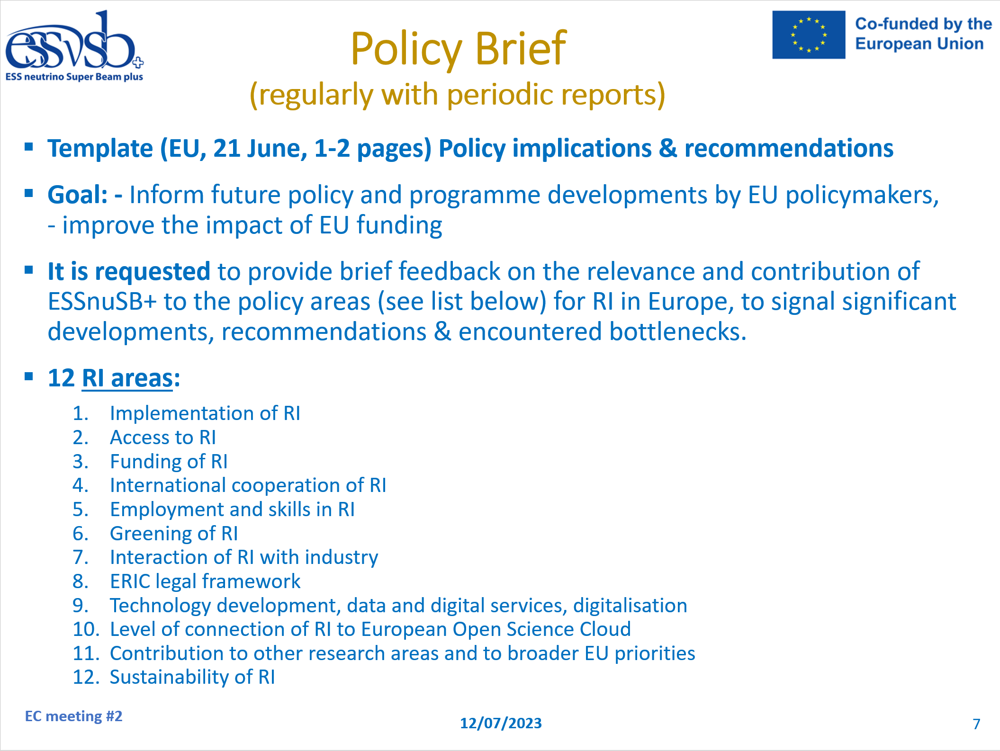 essνsb+
ESS neutrino Super Beam plus
Co-funded by the
European Union
Policy Brief
(regularly with periodic reports)
▪ Template (EU, 21 June, 1-2 pages) Policy implications & recommendations
▪ Goal: - Inform future policy and programme developments by EU policymakers,
- improve the impact of EU funding
▪ It is requested to provide brief feedback on the relevance and contribution of
ESSnuSB+ to the policy areas (see list below) for RI in Europe, to signal significant
developments, recommendations & encountered bottlenecks.
▪ 12 RI areas:
1. Implementation of RI
2. Access to RI
3. Funding of RI
4. International cooperation of RI
5. Employment and skills in RI
6. Greening of RI
7. Interaction of RI with industry
8. ERIC legal framework
9. Technology development, data and digital services, digitalisation
10. Level of connection of RI to European Open Science Cloud
11. Contribution to other research areas and to broader EU priorities
12. Sustainability of RI
EC meeting #2
12/07/2023
7